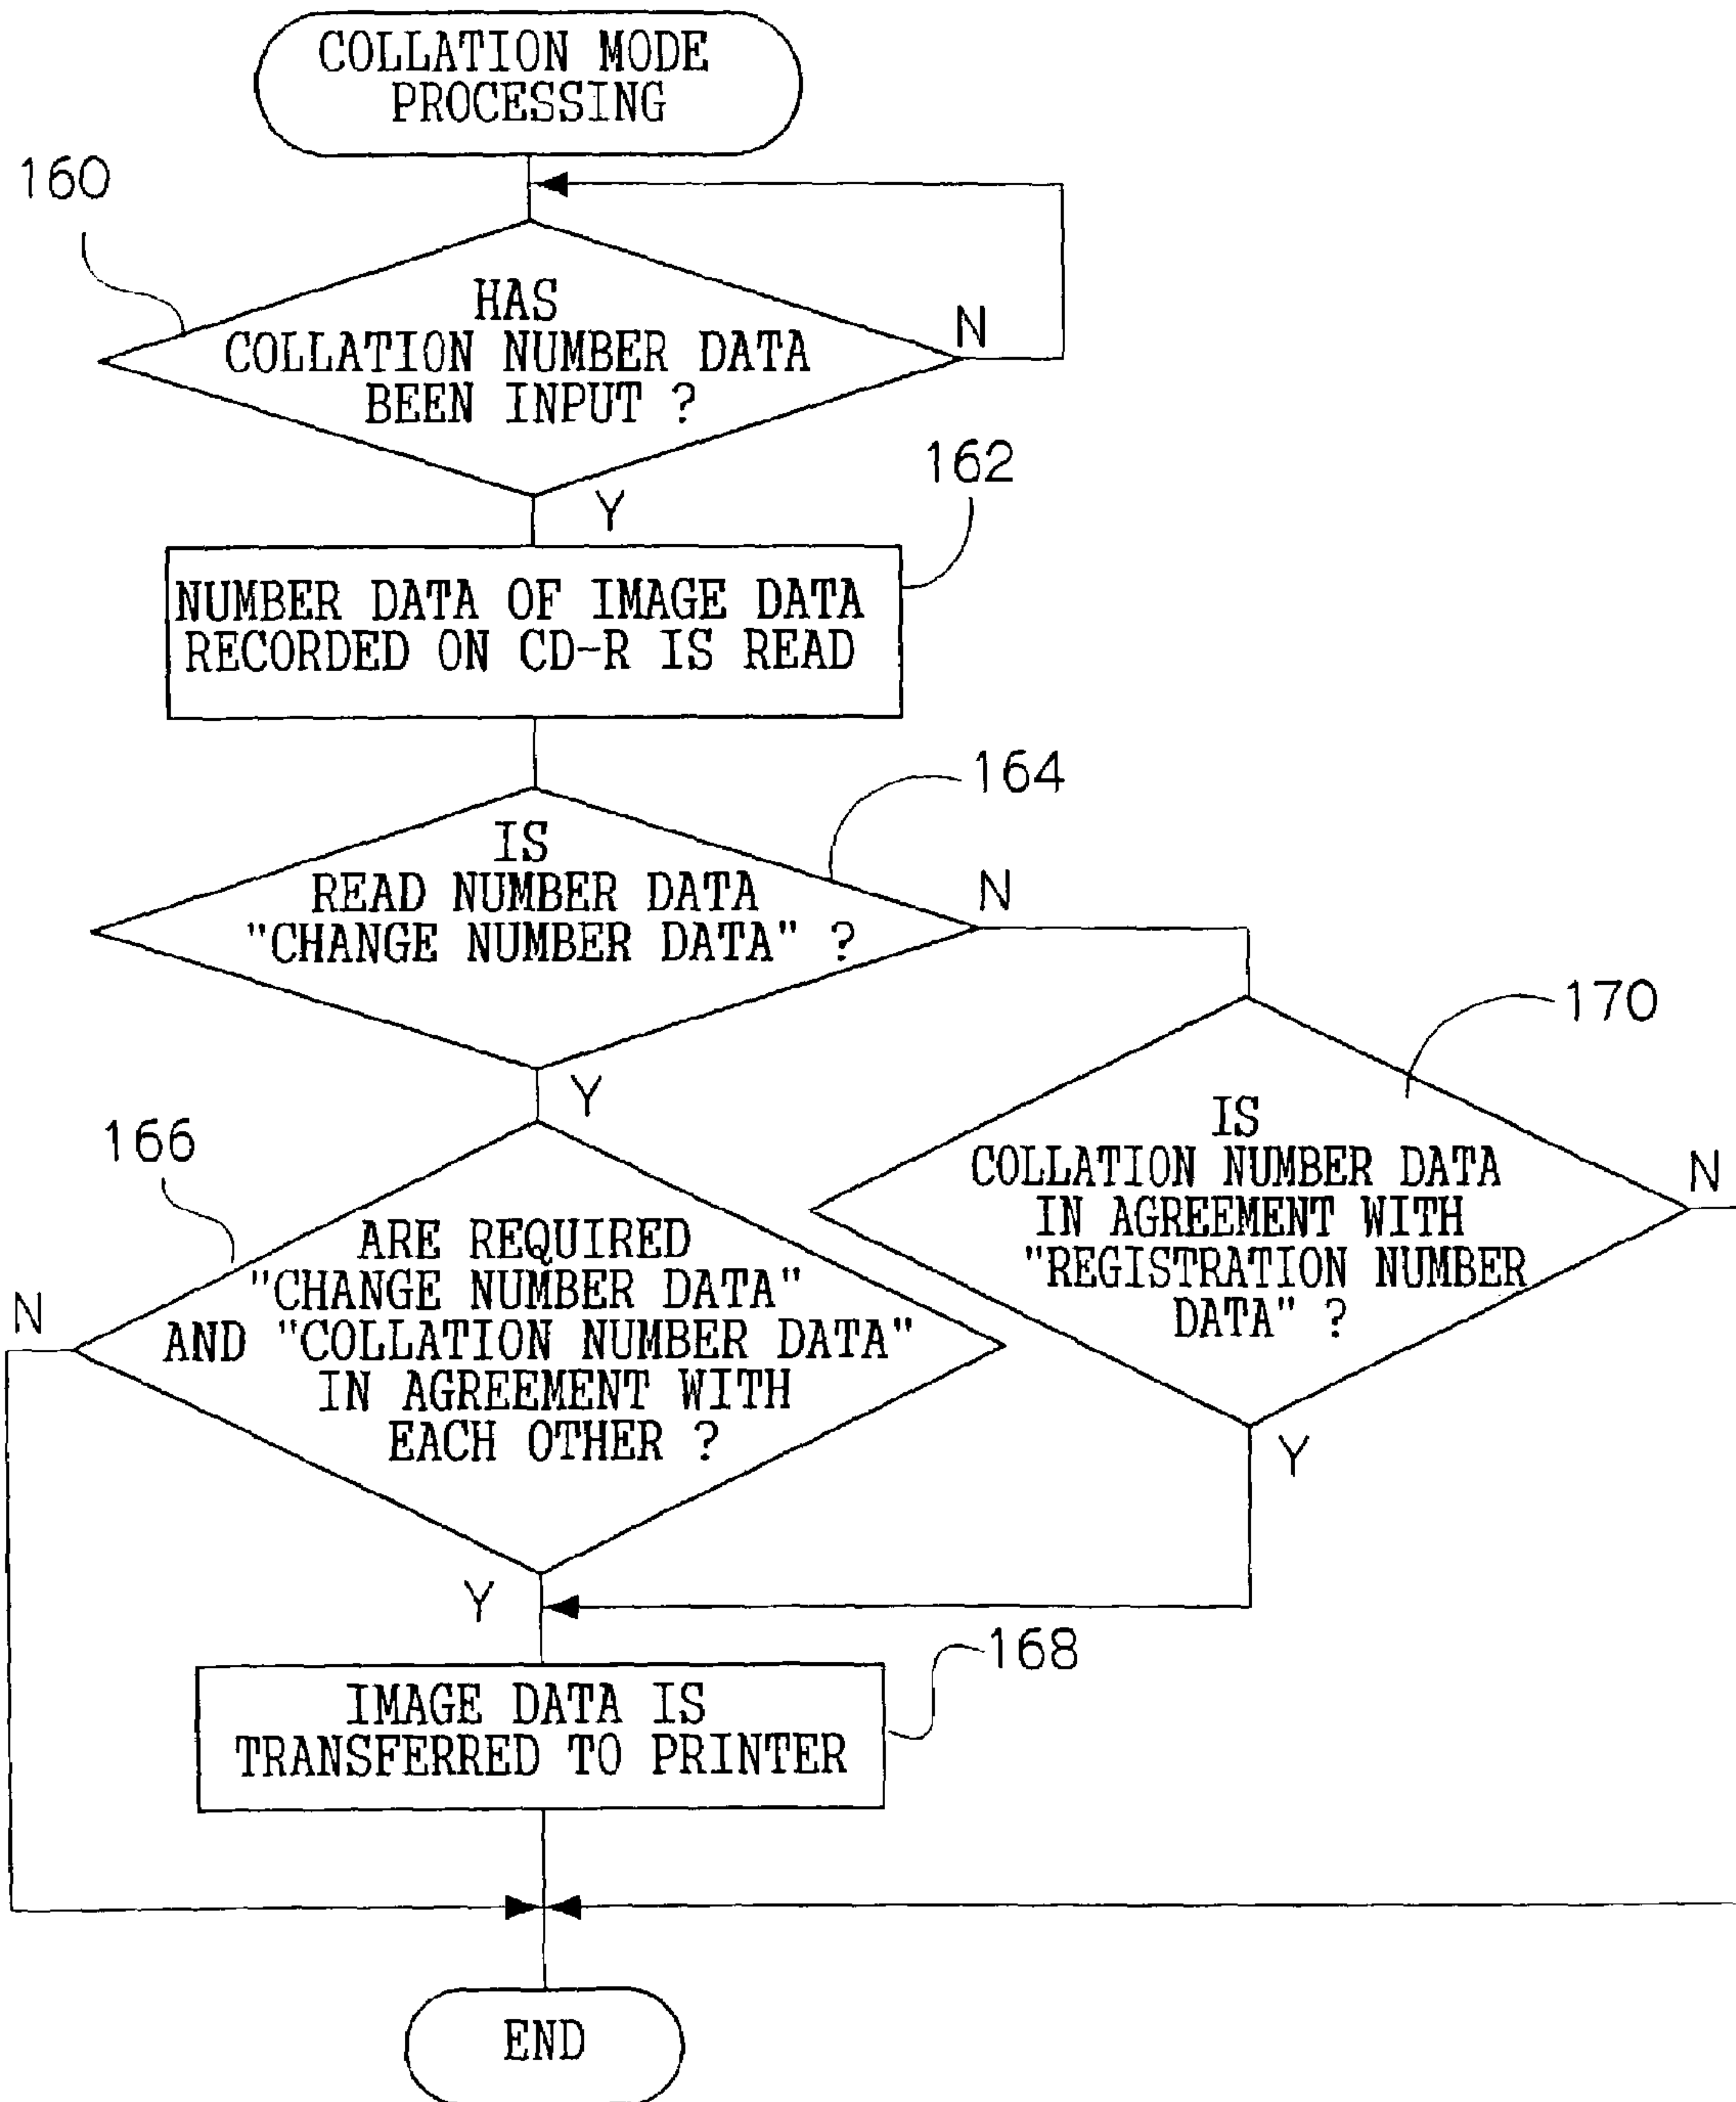 COLLATION MODE
PROCESSING
160
HAS
COLLATION NUMBER DATA
BEEN INPUT ?
N
Y
162
NUMBER DATA OF IMAGE DATA
RECORDED ON CD-R IS READ
164
IS
READ NUMBER DATA
"CHANGE NUMBER DATA" ?
N
Y
170
IS
COLLATION NUMBER DATA
IN AGREEMENT WITH
"REGISTRATION NUMBER
DATA" ?
N
Y
166
ARE REQUIRED
"CHANGE NUMBER DATA"
AND "COLLATION NUMBER DATA"
IN AGREEMENT WITH
EACH OTHER ?
N
Y
168
IMAGE DATA IS
TRANSFERRED TO PRINTER
END